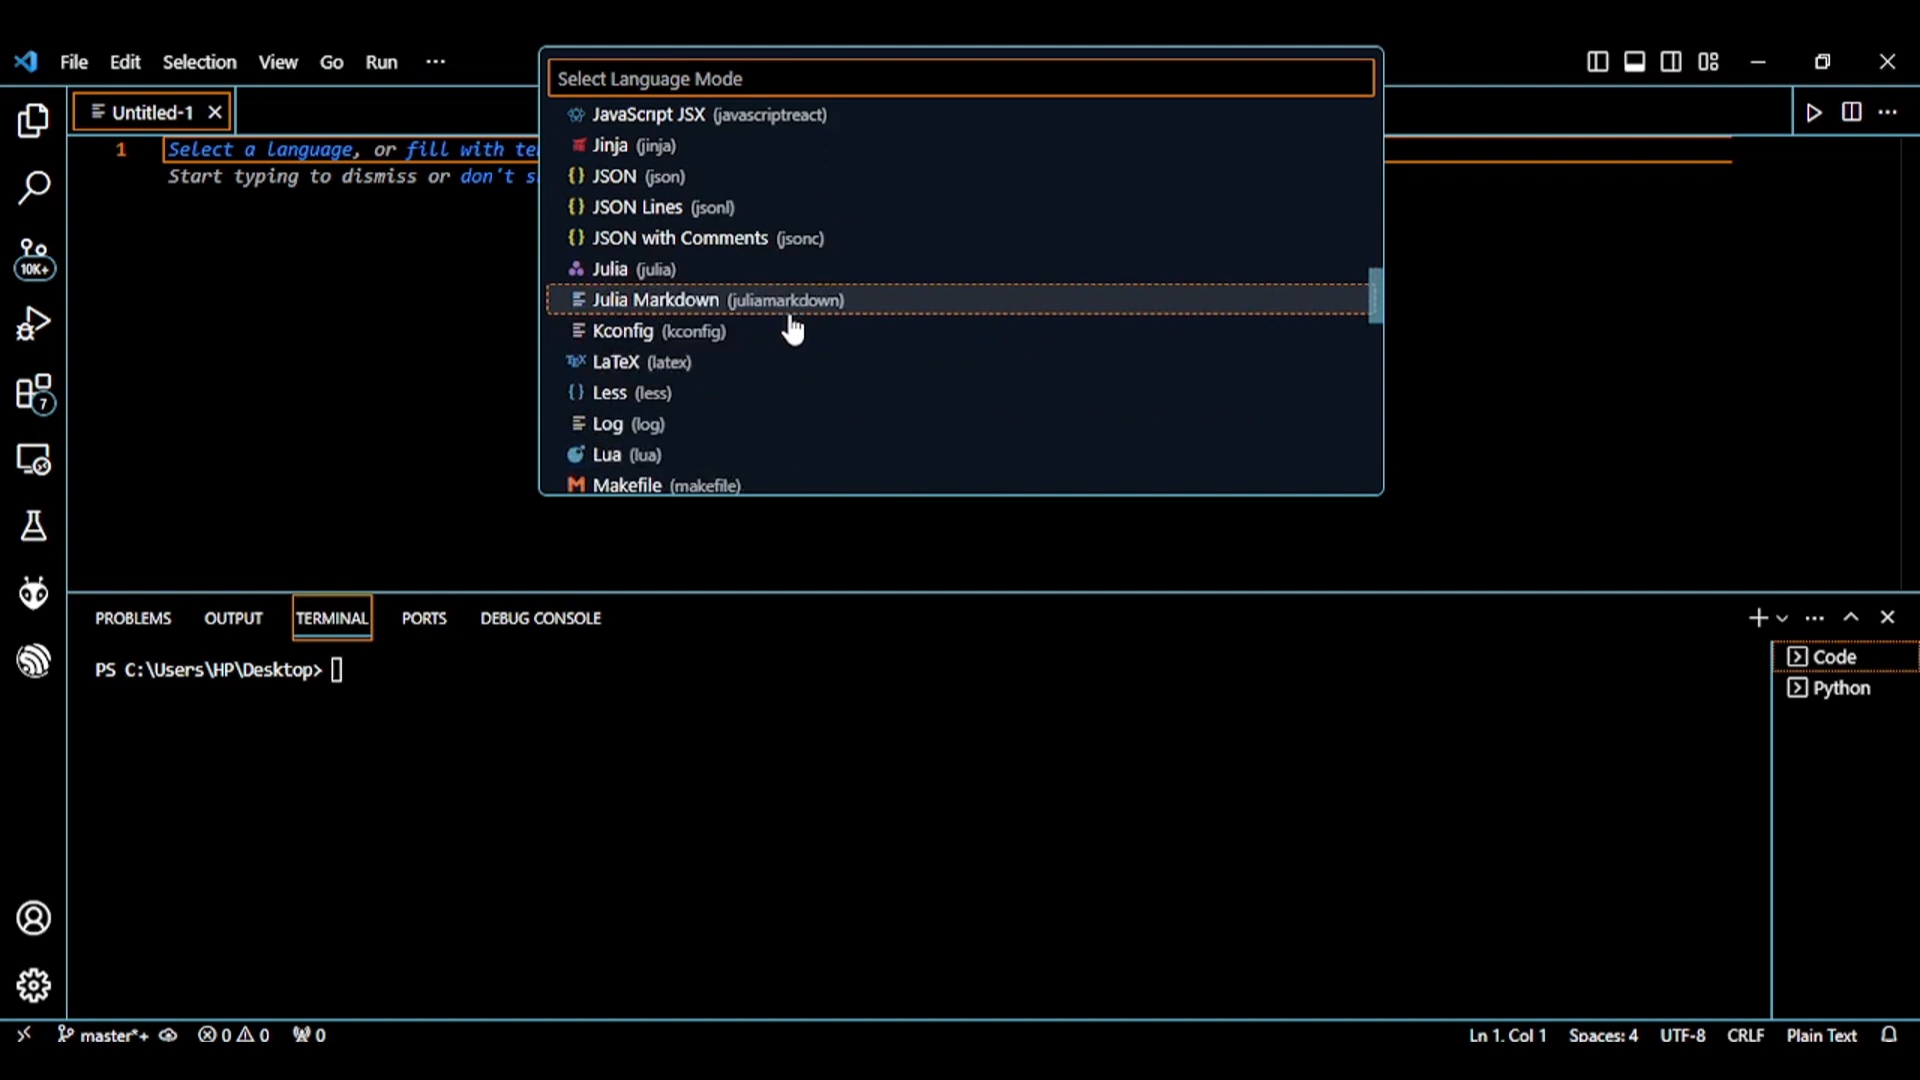 File Edit Selection View Go Run ···
Select Language Mode
Untitled-1
1 Select a language, or fill with te
Start typing to dismiss or don't s
JavaScript JSX (javascriptreact)
Jinja (jinja)
JSON (json)
JSON Lines (jsonl)
JSON with Comments (jsonc)
Julia (julia)
Julia Markdown (juliamarkdown)
Kconfig (kconfig)
TEX LaTeX (latex)
Less (less)
Log (log)
Lua (lua)
Makefile (makefile)
10K+
7
PROBLEMS OUTPUT TERMINAL PORTS DEBUG CONSOLE
PS C:\Users\HP\Desktop>
Code
Python
master*+ 0 0 0 Ln 1, Col 1 Spaces: 4 UTF-8 CRLF Plain Text